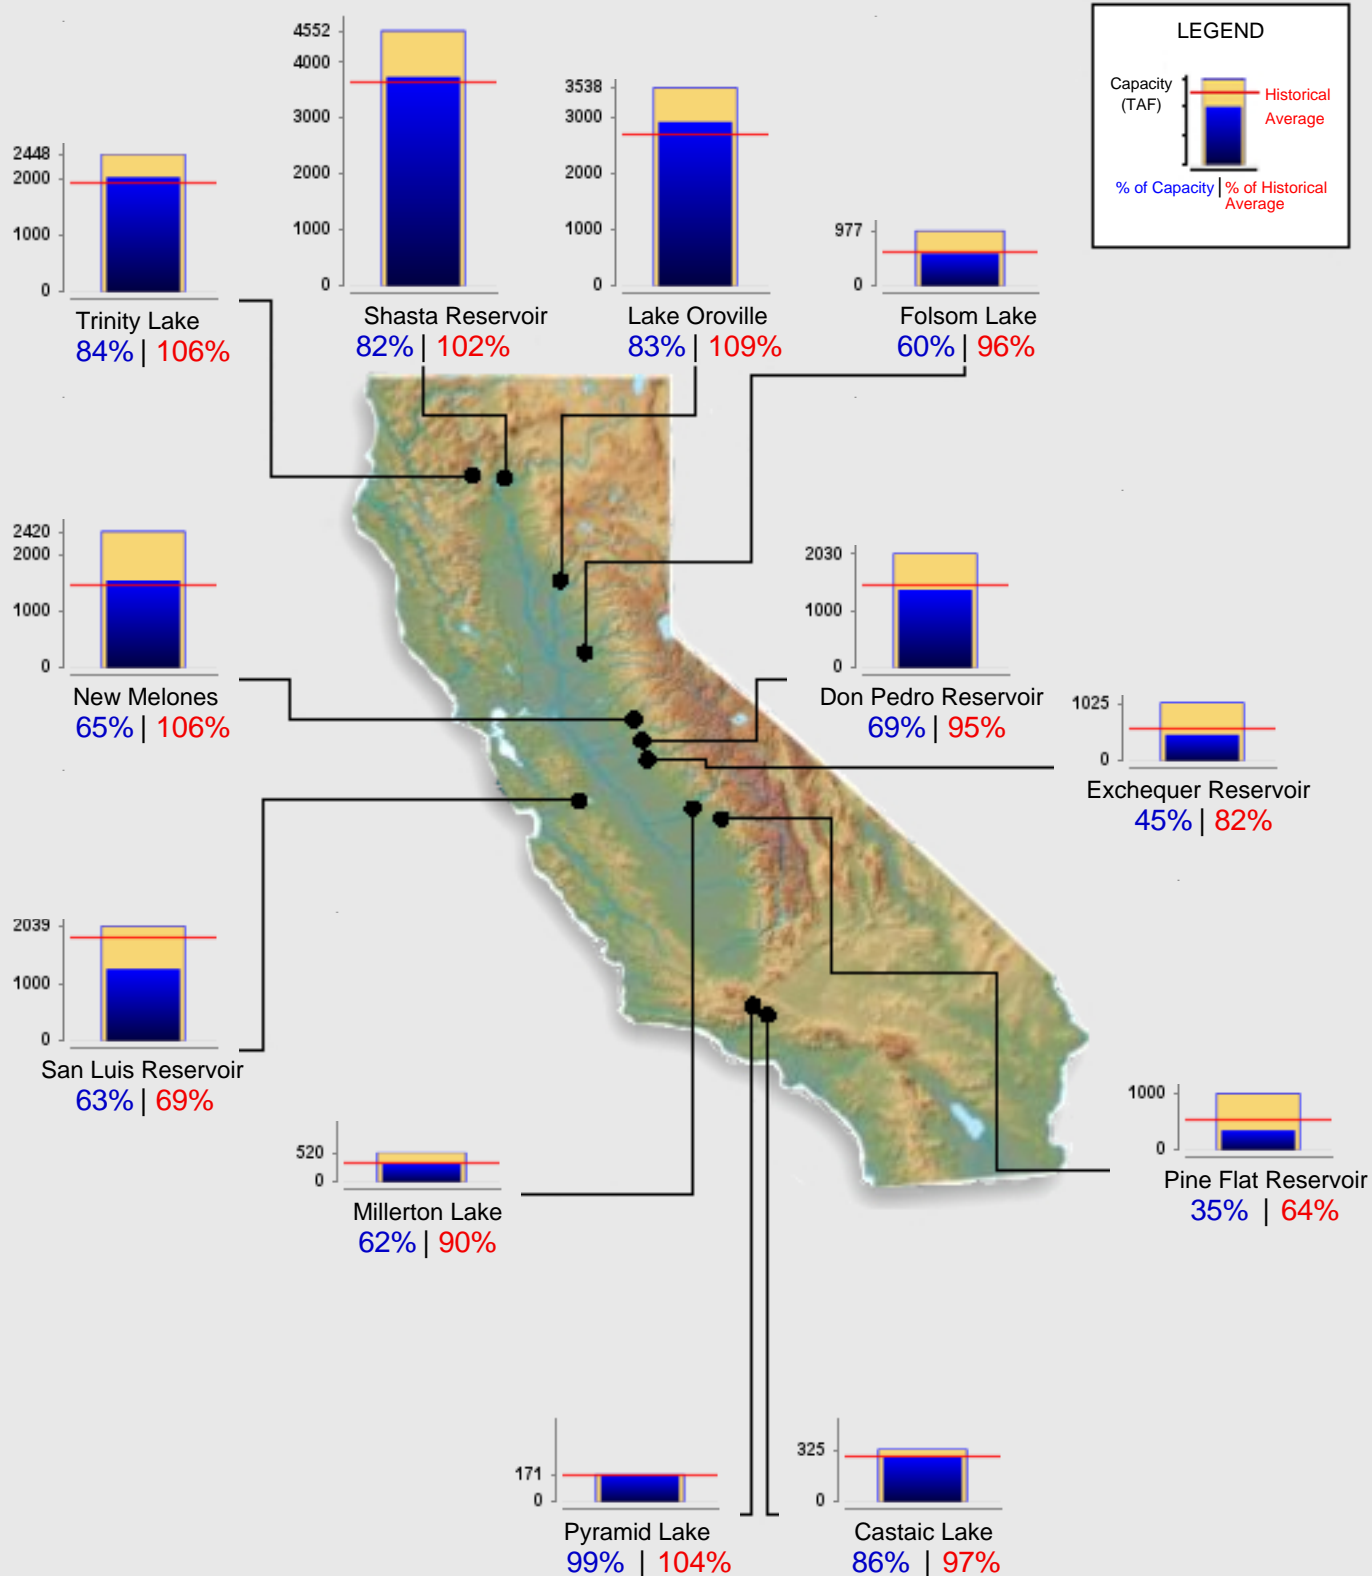 LEGEND
Capacity
(TAF)
Historical
Average
% of Capacity | % of Historical
Average
4552
4000
3000
2000
1000
0
Shasta Reservoir
82% | 102%
3538
3000
2000
1000
0
Lake Oroville
83% | 109%
2448
2000
1000
0
Trinity Lake
84% | 106%
977
0
Folsom Lake
60% | 96%
2420
2000
1000
0
New Melones
65% | 106%
2030
1000
0
Don Pedro Reservoir
69% | 95%
1025
0
Exchequer Reservoir
45% | 82%
2039
1000
0
San Luis Reservoir
63% | 69%
520
0
Millerton Lake
62% | 90%
1000
0
Pine Flat Reservoir
35% | 64%
171
0
Pyramid Lake
99% | 104%
325
0
Castaic Lake
86% | 97%